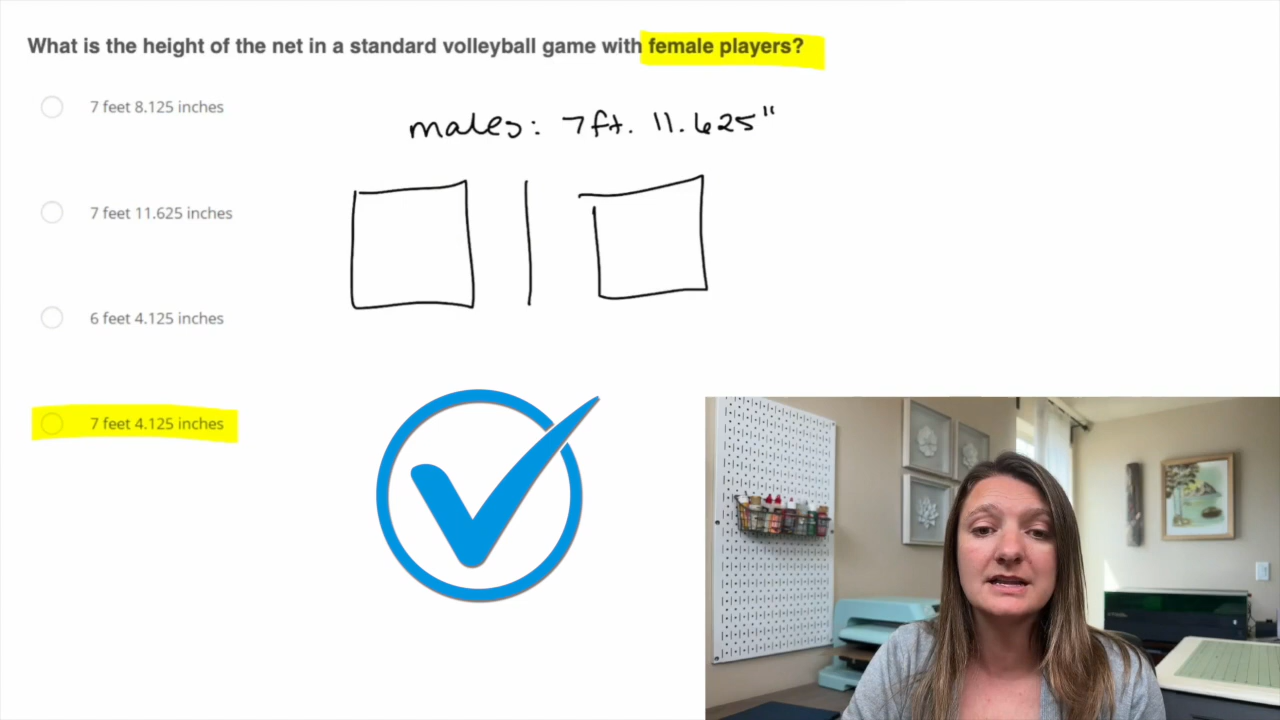 What is the height of the net in a standard volleyball game with female players?
7 feet 8.125 inches
males: 7ft. 11.625"
7 feet 11.625 inches
6 feet 4.125 inches
7 feet 4.125 inches